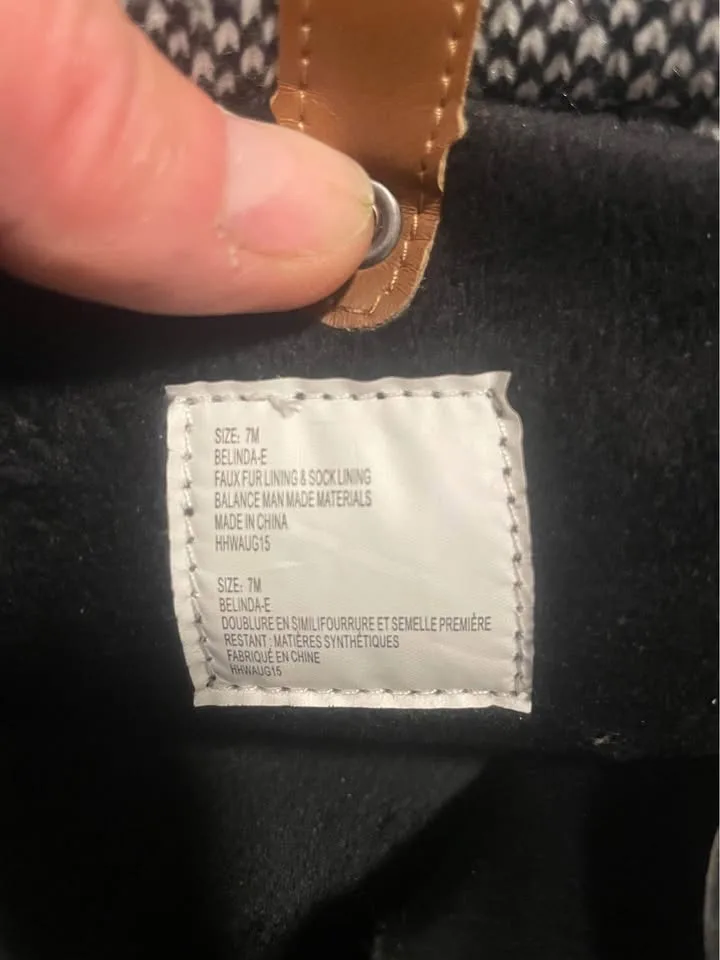 SIZE: 7M
BELINDA-E
FAUX FUR LINING & SOCK LINING
BALANCE MAN MADE MATERIALS
MADE IN CHINA
HHWAUG15
SIZE: 7M
BELINDA-E
DOUBLURE EN SIMILIFOURRURE ET SEMELLE PREMIÈRE
RESTANT : MATIÈRES SYNTHÉTIQUES
FABRIQUÉ EN CHINE
HHWAUG15